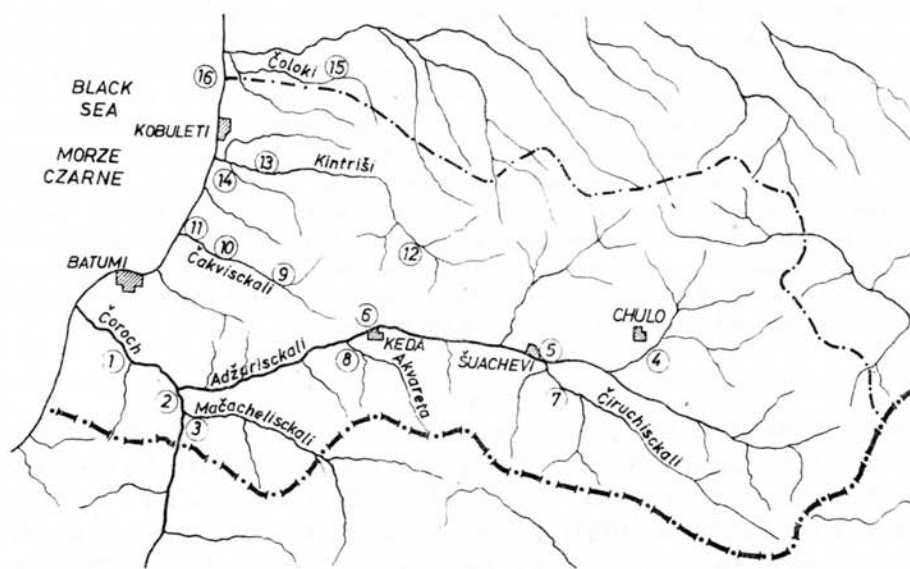 Čoloki
15
16
BLACK
SEA
KOBULETI
MORZE
CZARNE
13
Kintriši
14
11
10
12
9
BATUMI
Čakvisckali
6
CHULO
Čoroch
KEDA
5
1
Adžarisckali
8
ŠUACHEVI
4
Akvareta
2
7
Mačachelisckali
Čiruchisckali
3